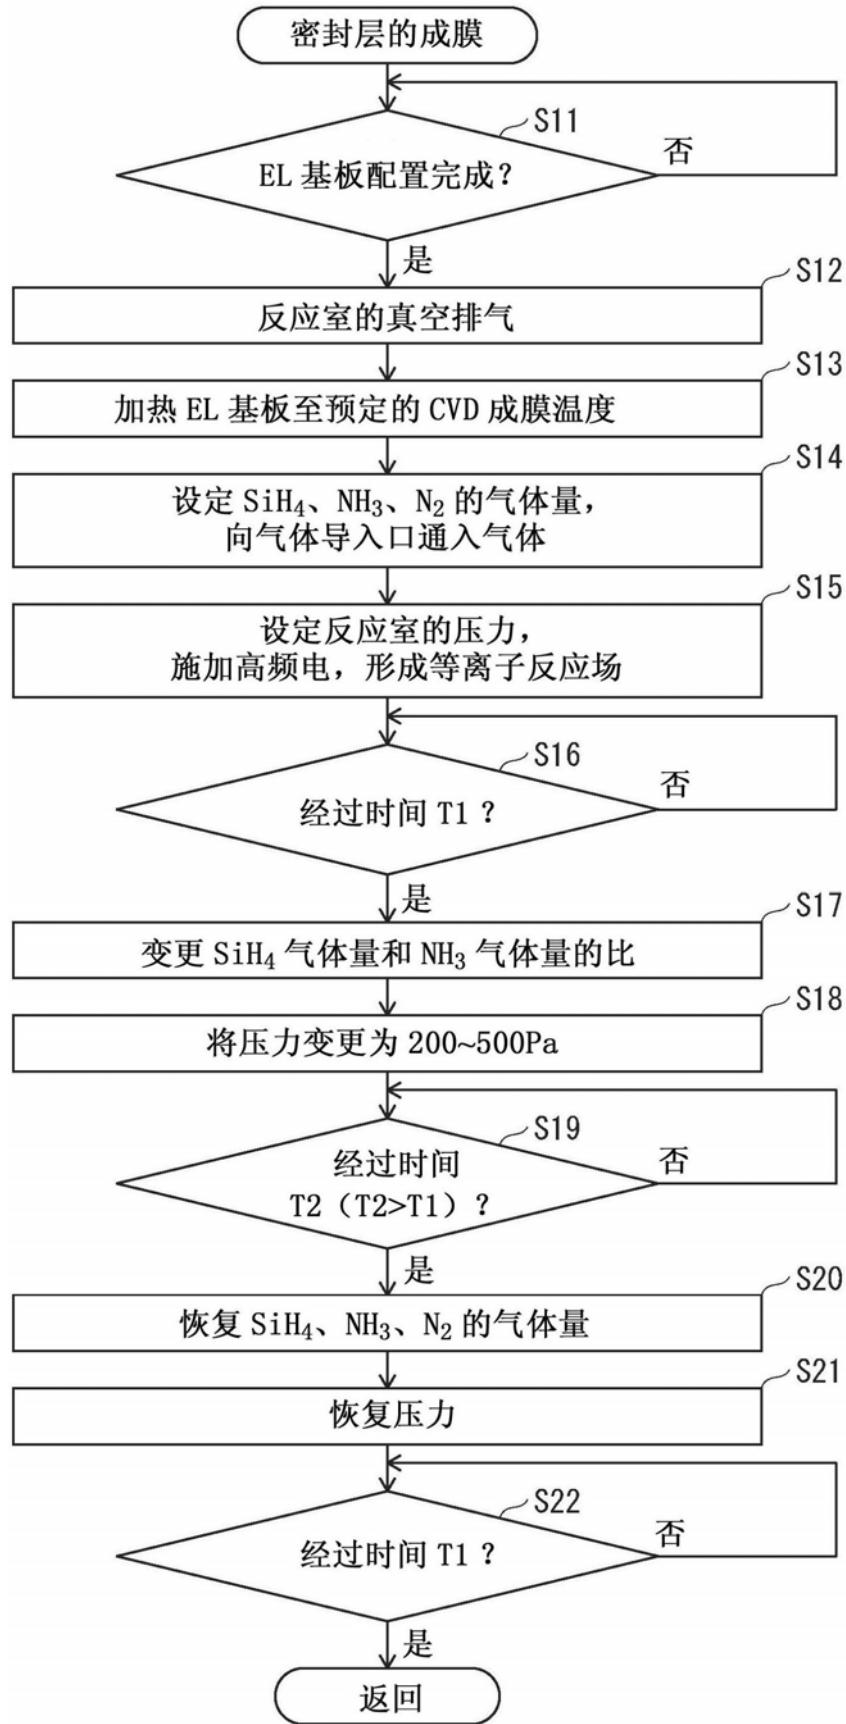 密封层的成膜
S11
EL 基板配置完成？
否
是
S12
反应室的真空排气
S13
加热 EL 基板至预定的 CVD 成膜温度
S14
设定 SiH₄、NH₃、N₂ 的气体量，
向气体导入口通入气体
S15
设定反应室的压力，
施加高频电，形成等离子反应场
S16
经过时间 T1 ？
否
是
S17
变更 SiH₄ 气体量和 NH₃ 气体量的比
S18
将压力变更为 200~500Pa
S19
经过时间
T2（T2>T1）？
否
是
S20
恢复 SiH₄、NH₃、N₂ 的气体量
S21
恢复压力
S22
经过时间 T1 ？
否
是
返回